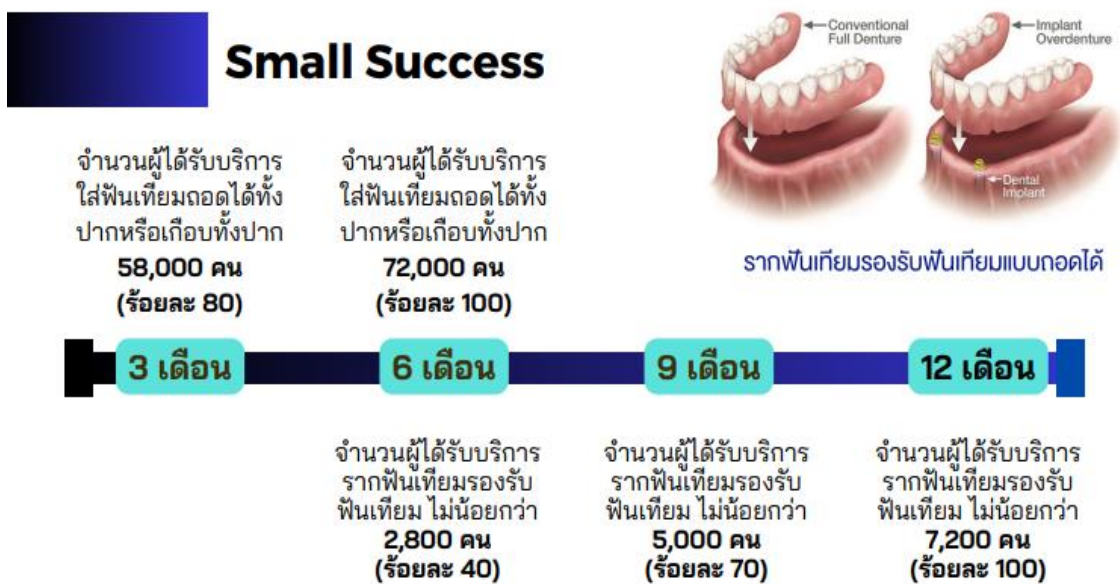 Small Success
Conventional
Full Denture
Implant
Overdenture
Dental
Implant
รากฟันเทียมรองรับฟันเทียมแบบถอดได้
จำนวนผู้ได้รับบริการ
ใส่ฟันเทียมถอดได้ทั้ง
ปากหรือเกือบทั้งปาก
58,000 คน
(ร้อยละ 80)
จำนวนผู้ได้รับบริการ
ใส่ฟันเทียมถอดได้ทั้ง
ปากหรือเกือบทั้งปาก
72,000 คน
(ร้อยละ 100)
3 เดือน
6 เดือน
9 เดือน
12 เดือน
จำนวนผู้ได้รับบริการ
รากฟันเทียมรองรับ
ฟันเทียม ไม่น้อยกว่า
2,800 คน
(ร้อยละ 40)
จำนวนผู้ได้รับบริการ
รากฟันเทียมรองรับ
ฟันเทียม ไม่น้อยกว่า
5,000 คน
(ร้อยละ 70)
จำนวนผู้ได้รับบริการ
รากฟันเทียมรองรับ
ฟันเทียม ไม่น้อยกว่า
7,200 คน
(ร้อยละ 100)